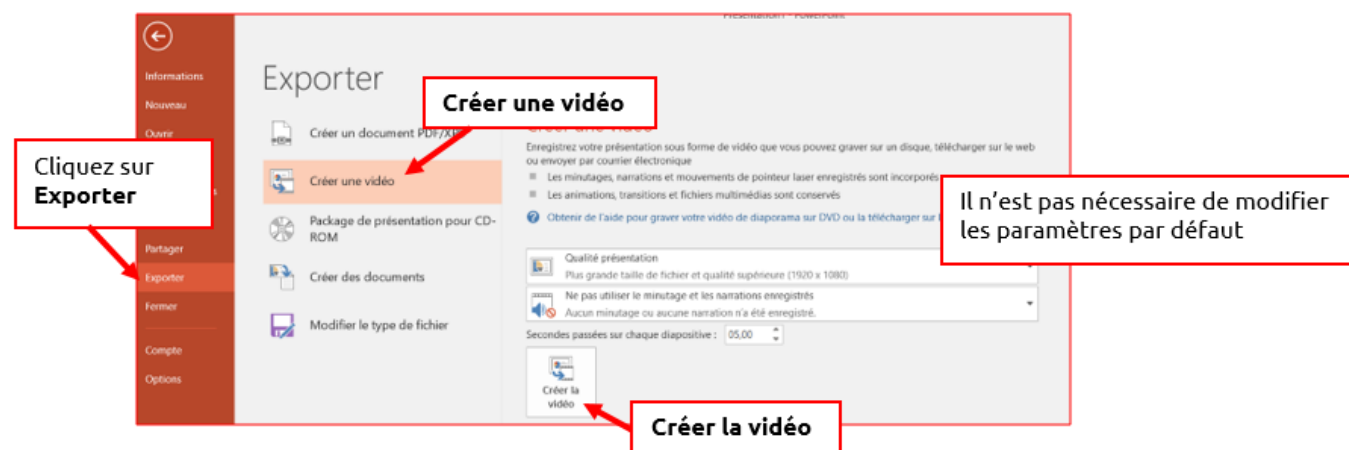 Présentation1 - PowerPoint
Informations
Nouveau
Ouvrir
Partager
Exporter
Fermer
Compte
Options
Cliquez sur
Exporter
Exporter
Créer une vidéo
Créer un document PDF/XP
Créer une vidéo
Package de présentation pour CD-
ROM
Créer des documents
Modifier le type de fichier
Créer une vidéo
Enregistrez votre présentation sous forme de vidéo que vous pouvez graver sur un disque, télécharger sur le web
ou envoyer par courrier électronique
Les minutages, narrations et mouvements de pointeur laser enregistrés sont incorporés
Les animations, transitions et fichiers multimédias sont conservés
Obtenir de l'aide pour graver votre vidéo de diaporama sur DVD ou la télécharger sur
Il n'est pas nécessaire de modifier
les paramètres par défaut
Qualité présentation
Plus grande taille de fichier et qualité supérieure (1920 x 1080)
Ne pas utiliser le minutage et les narrations enregistrés
Aucun minutage ou aucune narration n'a été enregistré.
Secondes passées sur chaque diapositive : 05,00
Créer la
vidéo
Créer la vidéo